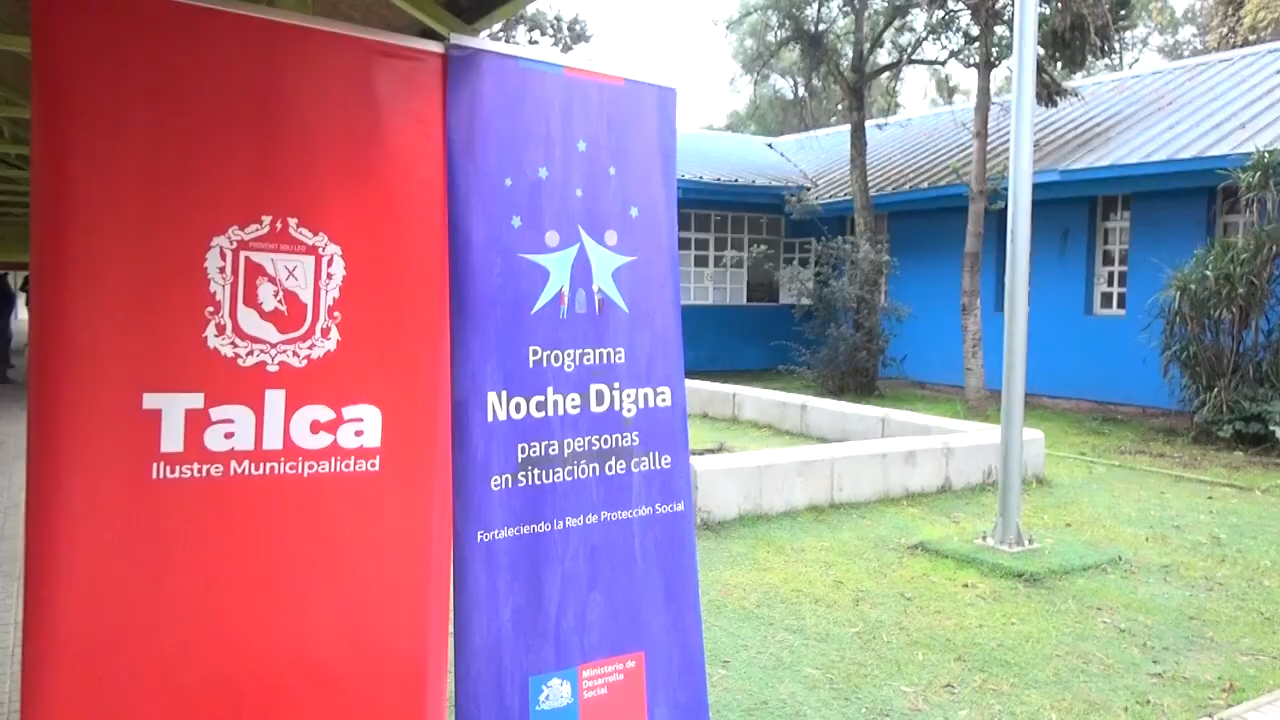 Talca
Ilustre Municipalidad
Programa
Noche Digna
para personas
en situación de calle
Fortaleciendo la Red de Protección Social
Ministerio de
Desarrollo
Social